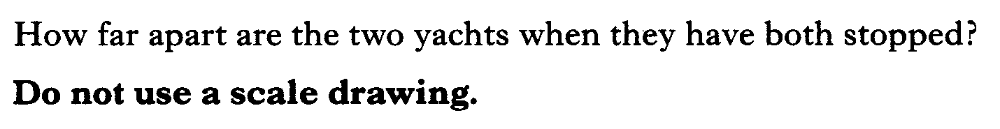 How far apart are the two yachts when they have both stopped?
Do not use a scale drawing.